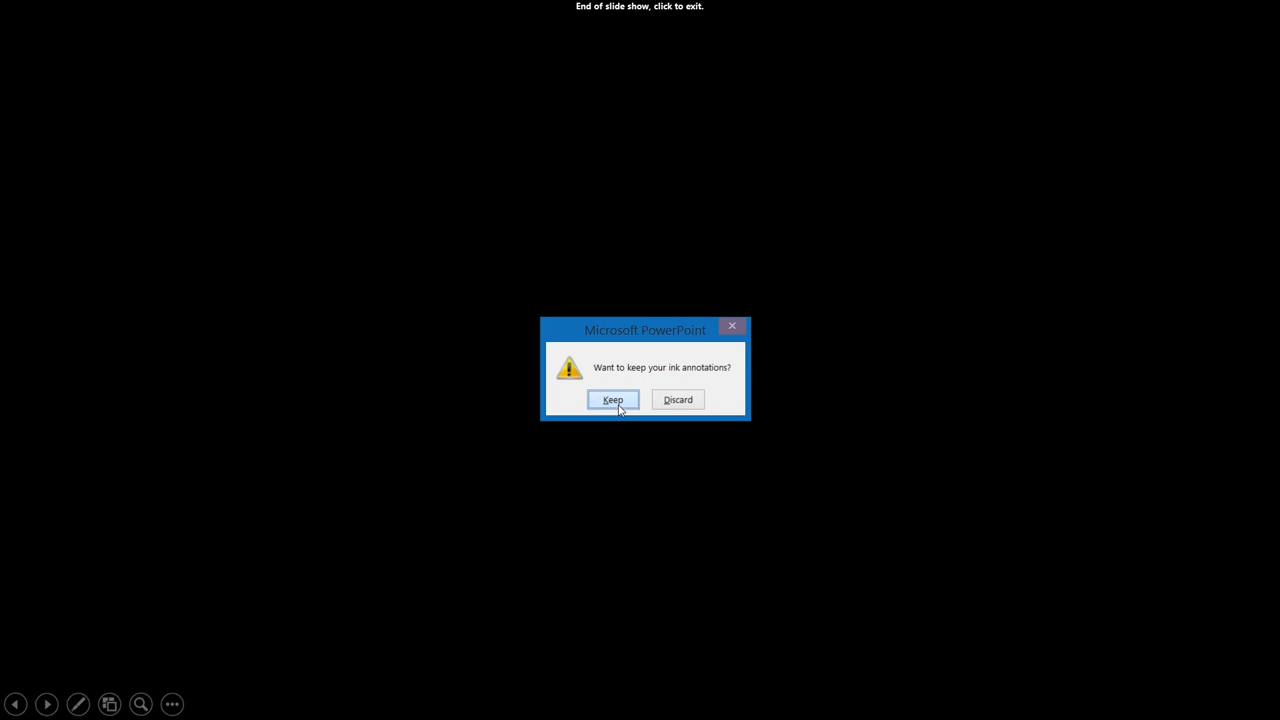 End of slide show, click to exit.
Microsoft PowerPoint
Want to keep your ink annotations?
Keep
Discard